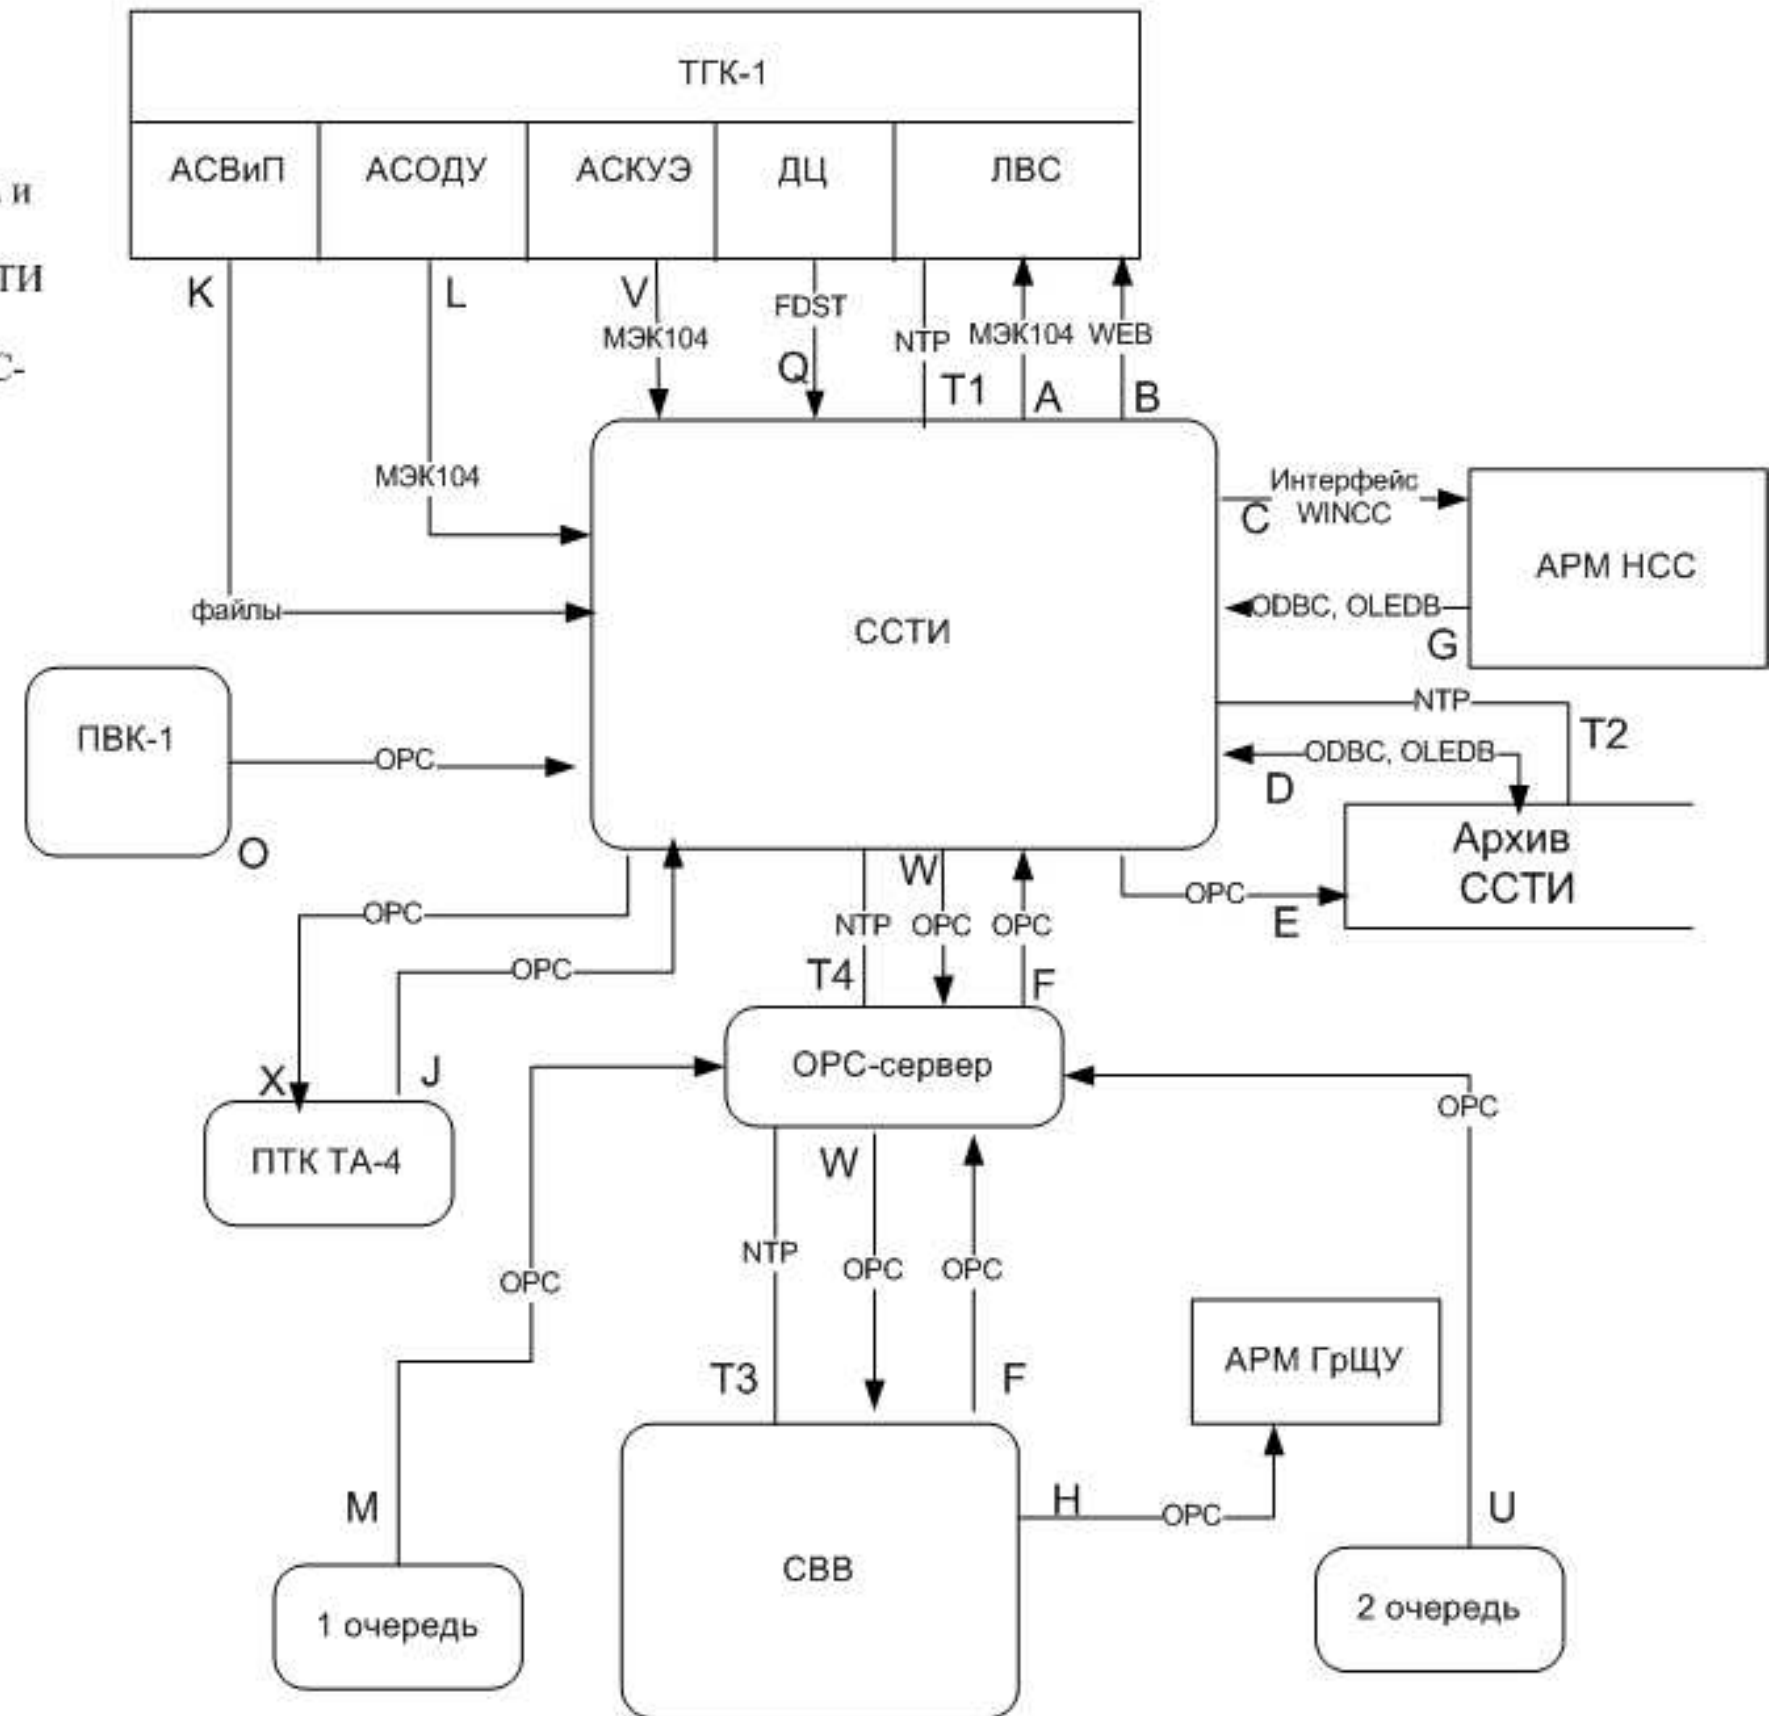 ТГК-1
АСВиП
АСОДУ
АСКУЭ
ДЦ
ЛВС
и
ТИ
С-
K
L
V
МЭК104
FDST
Q
NTP
T1
МЭК104
A
WEB
B
МЭК104
файлы
ССТИ
Интерфейс
WINCC
C
АРМ НСС
ODBC, OLEDB
G
NTP
T2
ODBC, OLEDB
D
Архив
ССТИ
OPC
E
ПВК-1
OPC
O
OPC
OPC
X
J
ПТК ТА-4
W
NTP
OPC
OPC
T4
F
OPC-сервер
OPC
W
NTP
OPC
OPC
OPC
T3
F
АРМ ГрЩУ
M
H
OPC
U
СВВ
1 очередь
2 очередь